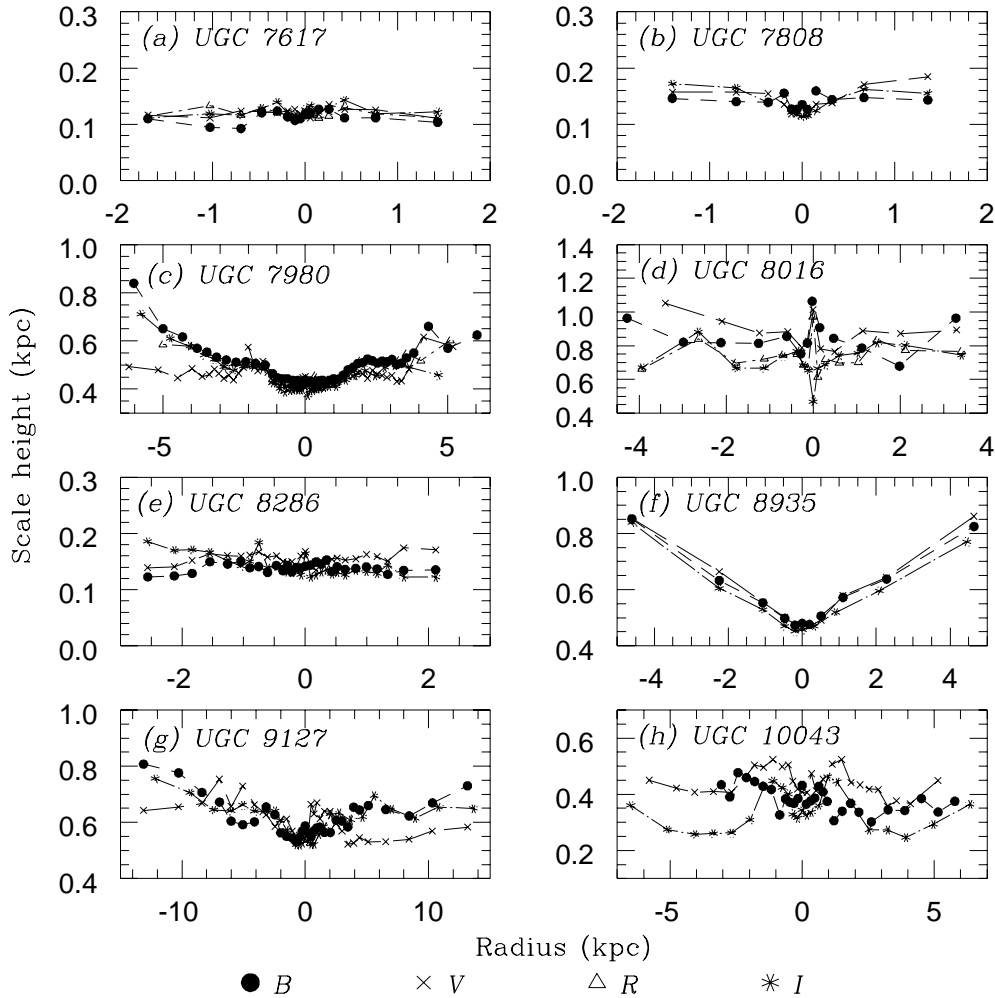 (a) UGC 7617
0.3
0.2
0.1
0.0
-2 -1 0 1 2
(b) UGC 7808
0.3
0.2
0.1
0.0
-2 -1 0 1 2
(c) UGC 7980
1.0
0.8
0.6
0.4
-5 0 5
(d) UGC 8016
1.4
1.2
1.0
0.8
0.6
0.4
-4 -2 0 2 4
Scale height (kpc)
(e) UGC 8286
0.3
0.2
0.1
0.0
-2 0 2
(f) UGC 8935
1.0
0.8
0.6
0.4
-4 -2 0 2 4
(g) UGC 9127
1.0
0.8
0.6
0.4
-10 0 10
(h) UGC 10043
0.6
0.4
0.2
-5 0 5
Radius (kpc)
B V R I